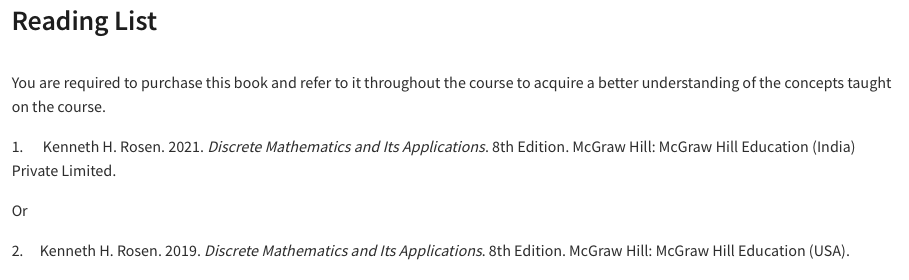 Reading List
You are required to purchase this book and refer to it throughout the course to acquire a better understanding of the concepts taught
on the course.
1. Kenneth H. Rosen. 2021. Discrete Mathematics and Its Applications. 8th Edition. McGraw Hill: McGraw Hill Education (India)
Private Limited.
Or
2. Kenneth H. Rosen. 2019. Discrete Mathematics and Its Applications. 8th Edition. McGraw Hill: McGraw Hill Education (USA).